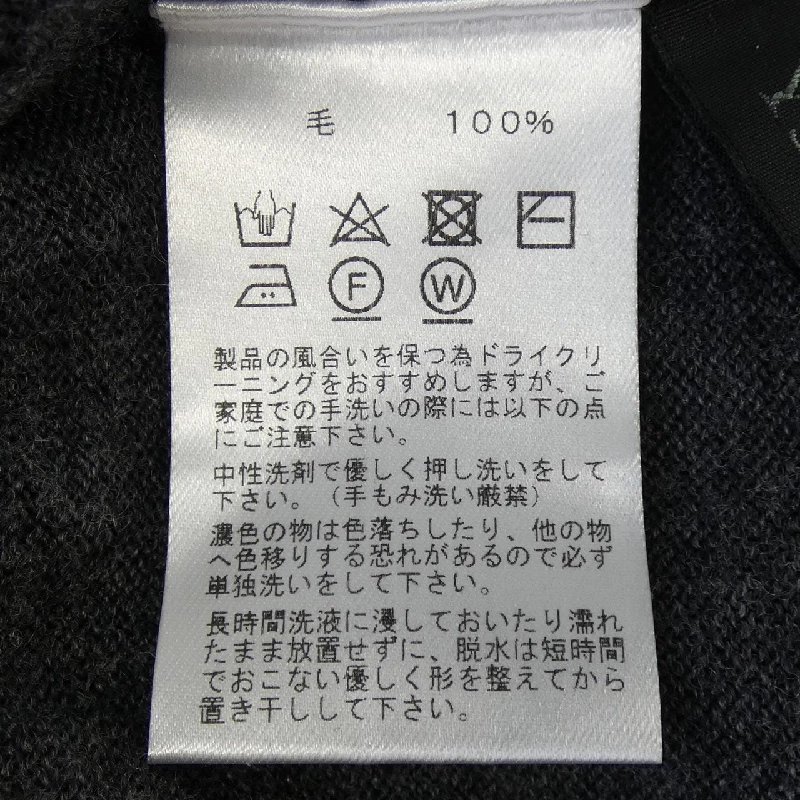 毛 100%
F W
製品の風合いを保つ為ドライクリ
ーニングをおすすめしますが、ご
家庭での手洗いの際には以下の点
にご注意下さい。
中性洗剤で優しく押し洗いをして
下さい。（手もみ洗い厳禁）
濃色の物は色落ちしたり、他の物
へ色移りする恐れがあるので必ず
単独洗いをして下さい。
長時間洗液に浸しておいたり濡れ
たまま放置せずに、脱水は短時間
でおこない優しく形を整えてから
置き干しして下さい。